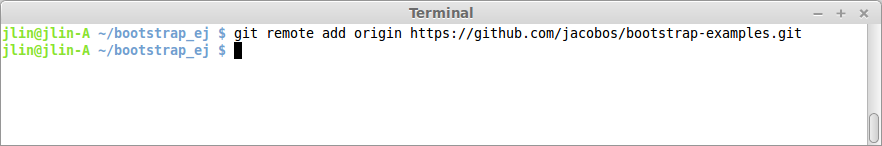 Terminal
jlin@jlin-A ~/bootstrap_ej $ git remote add origin https://github.com/jacobos/bootstrap-examples.git
jlin@jlin-A ~/bootstrap_ej $